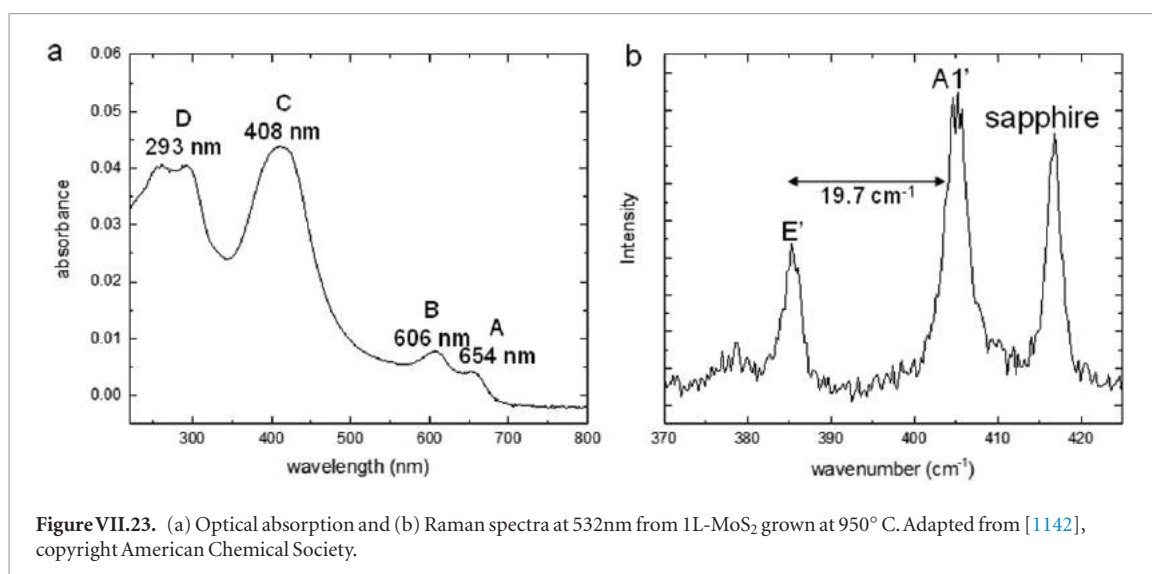 a
0.06
0.05
0.04
0.03
0.02
0.01
0.00
absorbance
D
293 nm
C
408 nm
B
606 nm
A
654 nm
300 400 500 600 700 800
wavelength (nm)
b
Intensity
A1'
sapphire
19.7 cm⁻¹
E'
370 380 390 400 410 420
wavenumber (cm⁻¹)
Figure VII.23. (a) Optical absorption and (b) Raman spectra at 532nm from 1L-MoS₂ grown at 950° C. Adapted from [1142],
copyright American Chemical Society.